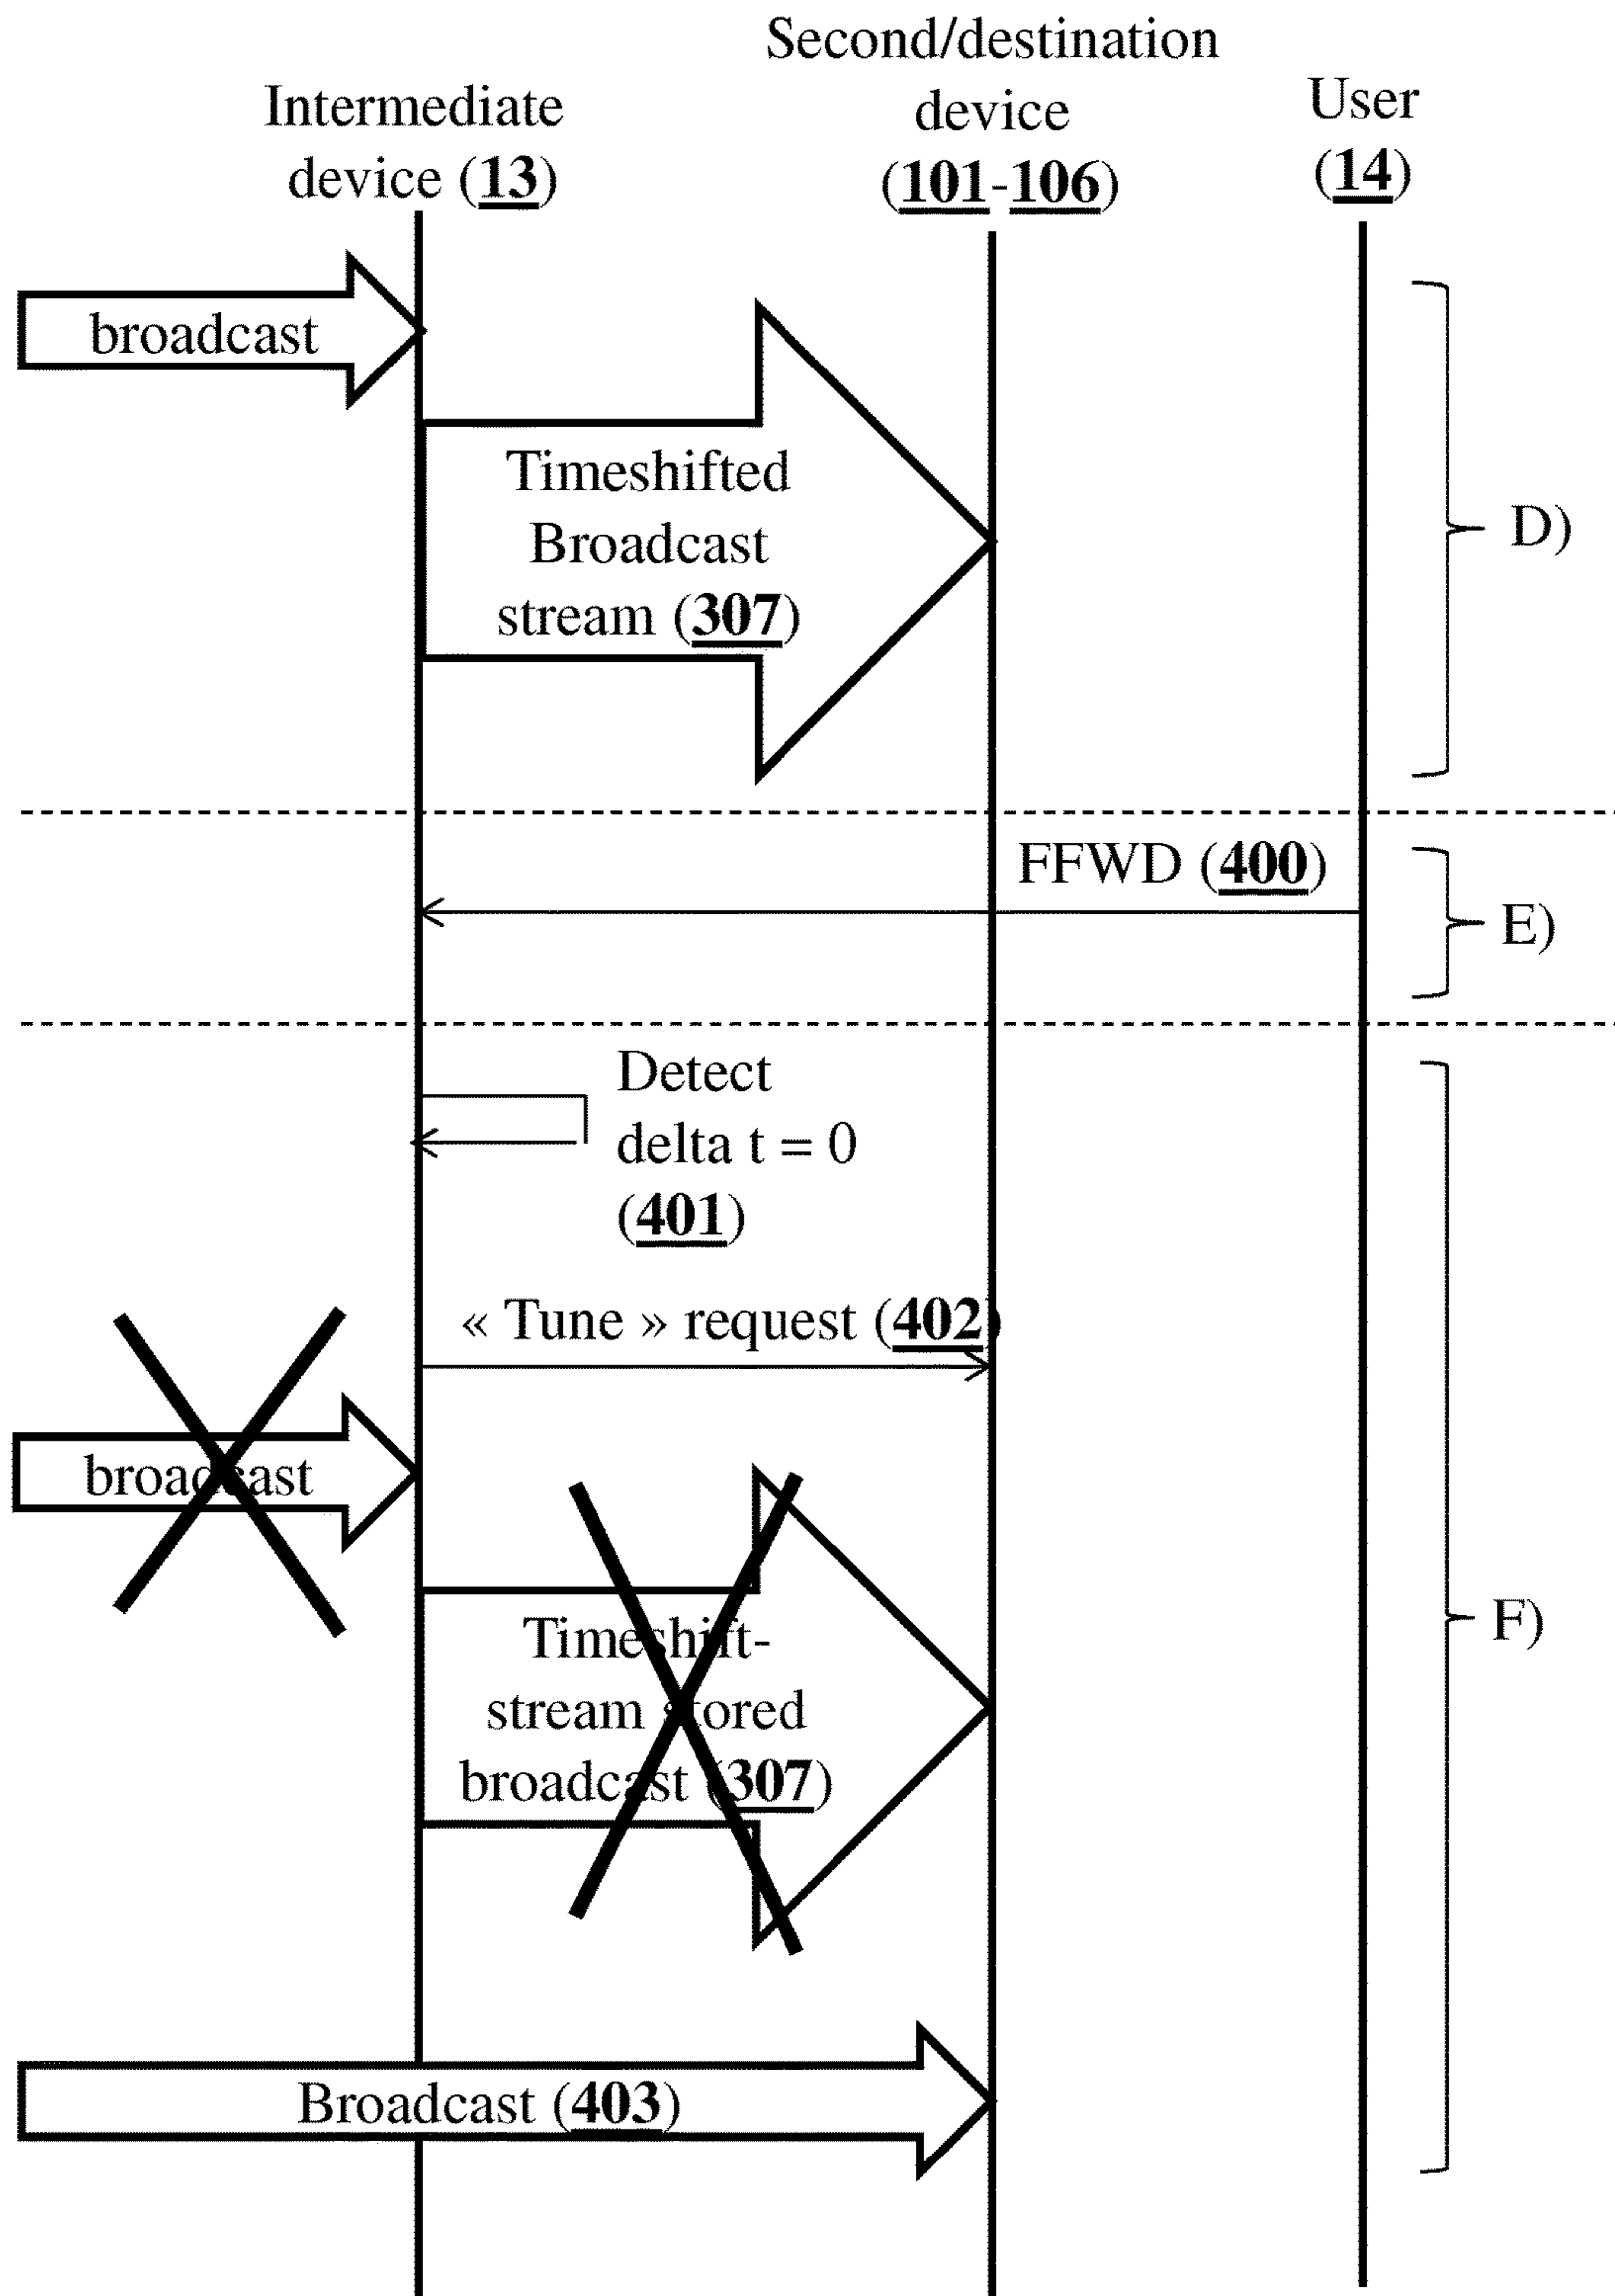 Intermediate
device (13)
Second/destination
device
(101-106)
User
(14)
broadcast
Timeshifted
Broadcast
stream (307)
D)
FFWD (400)
E)
Detect
delta t = 0
(401)
« Tune » request (402)
broadcast
Timeshift-
stream stored
broadcast (307)
F)
Broadcast (403)